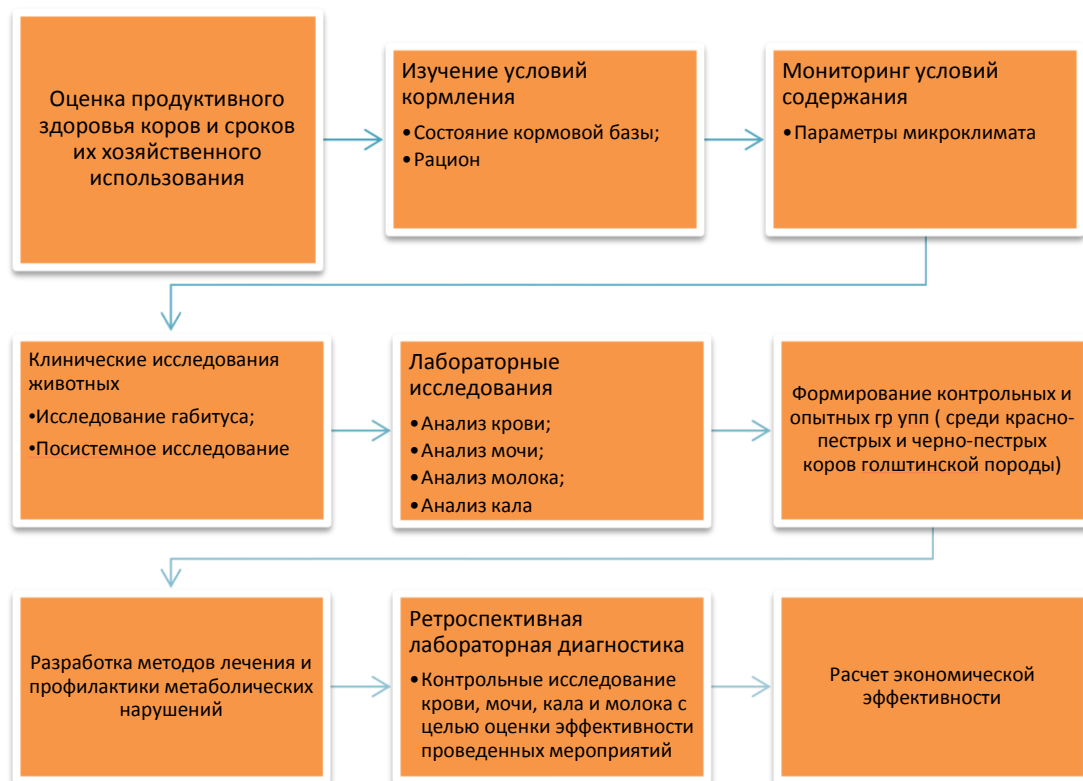 Оценка продуктивного
здоровья коров и сроков
их хозяйственного
использования
Изучение условий
кормления
•Состояние кормовой базы;
•Рацион
Мониторинг условий
содержания
•Параметры микроклимата
Клинические исследования
животных
•Исследование габитуса;
•Посистемное исследование
Лабораторные
исследования
•Анализ крови;
•Анализ мочи;
•Анализ молока;
•Анализ кала
Формирование контрольных и
опытных гр упп ( среди красно-
пестрых и черно-пестрых
коров голштинской породы)
Разработка методов лечения и
профилактики метаболических
нарушений
Ретроспективная
лабораторная диагностика
•Контрольные исследование
крови, мочи, кала и молока с
целью оценки эффективности
проведенных мероприятий
Расчет экономической
эффективности